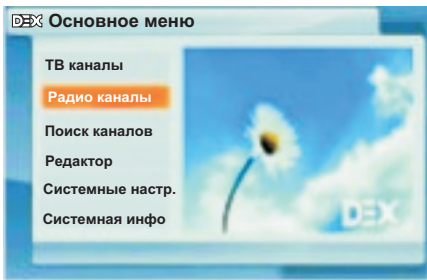 DEX Основное меню
ТВ каналы
Радио каналы
Поиск каналов
Редактор
Системные настр.
Системная инфо
DEX